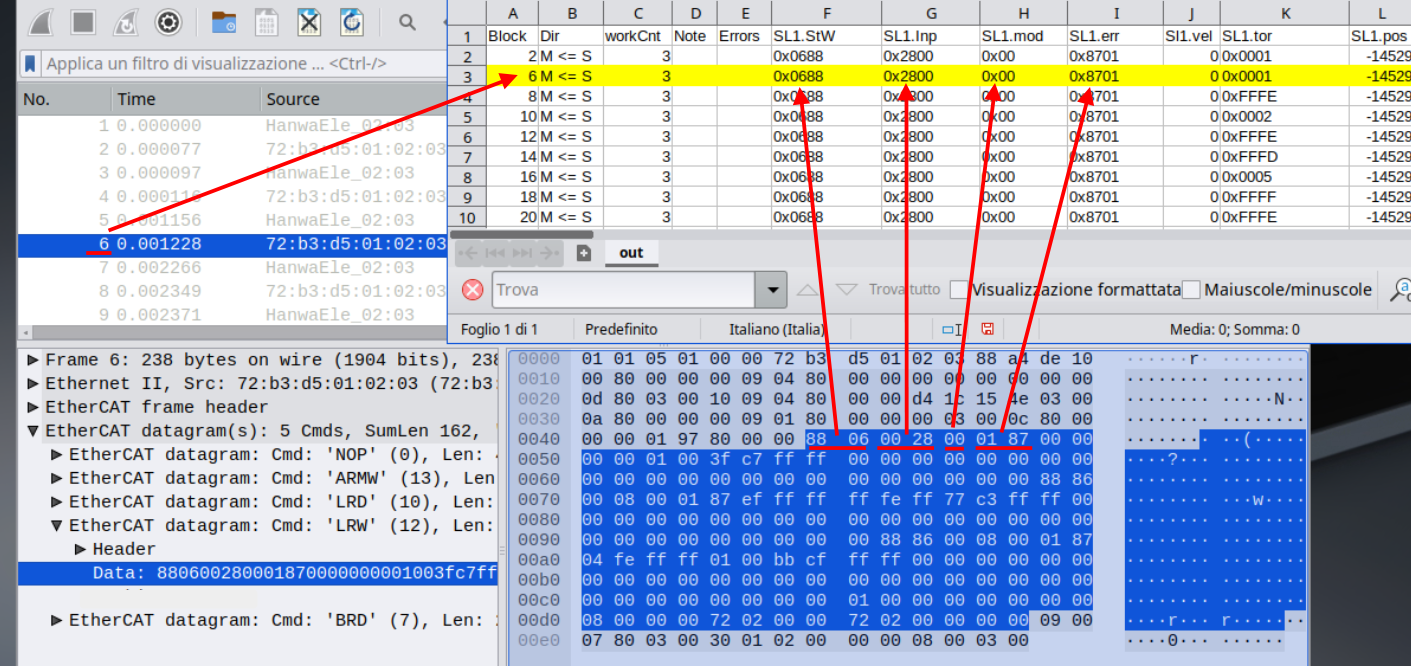 Applica un filtro di visualizzazione ... <Ctrl-/>
No. Time Source
1 0.000000 HanwaEle_02:03
2 0.000077 72:b3:d5:01:02:03
3 0.000097 HanwaEle_02:03
4 0.000116 72:b3:d5:01:02:03
5 0.001156 HanwaEle_02:03
6 0.001228 72:b3:d5:01:02:03
7 0.002266 HanwaEle_02:03
8 0.002349 72:b3:d5:01:02:03
9 0.002371 HanwaEle_02:03
A B C D E F G H I J K L
1 Block Dir workCnt Note Errors SL1.StW SL1.Inp SL1.mod SL1.err Sl1.vel SL1.tor SL1.pos
2 2 M <= S 3 0x0688 0x2800 0x00 0x8701 0 0x0001 -14529
3 6 M <= S 3 0x0688 0x2800 0x00 0x8701 0 0x0001 -14529
4 8 M <= S 3 0x0688 0x2800 0x00 0x8701 0 0xFFFE -14529
5 10 M <= S 3 0x0688 0x2800 0x00 0x8701 0 0x0002 -14529
6 12 M <= S 3 0x0688 0x2800 0x00 0x8701 0 0xFFFE -14529
7 14 M <= S 3 0x0688 0x2800 0x00 0x8701 0 0xFFFD -14529
8 16 M <= S 3 0x0688 0x2800 0x00 0x8701 0 0x0005 -14529
9 18 M <= S 3 0x0688 0x2800 0x00 0x8701 0 0xFFFF -14529
10 20 M <= S 3 0x0688 0x2800 0x00 0x8701 0 0xFFFE -14529
out
Trova Trova tutto Visualizzazione formattata Maiuscole/minuscole
Foglio 1 di 1 Predefinito Italiano (Italia) Media: 0; Somma: 0
Frame 6: 238 bytes on wire (1904 bits), 238
Ethernet II, Src: 72:b3:d5:01:02:03 (72:b3:
EtherCAT frame header
EtherCAT datagram(s): 5 Cmds, SumLen 162,
EtherCAT datagram: Cmd: 'NOP' (0), Len:
EtherCAT datagram: Cmd: 'ARMW' (13), Len
EtherCAT datagram: Cmd: 'LRD' (10), Len:
EtherCAT datagram: Cmd: 'LRW' (12), Len:
Header
Data: 880600280001870000000001003fc7ff
EtherCAT datagram: Cmd: 'BRD' (7), Len:
0000 01 01 05 01 00 00 72 b3 d5 01 02 03 88 a4 de 10 ······r· ········
0010 00 80 00 00 00 09 04 80 00 00 00 00 00 00 00 00 ········ ········
0020 0d 80 03 00 10 09 04 80 00 00 d4 1c 15 4e 03 00 ········ ·····N··
0030 0a 80 00 00 00 09 01 80 00 00 00 03 00 0c 80 00 ········ ········
0040 00 00 01 97 80 00 00 88 06 00 28 00 01 87 00 00 ········ ··(·····
0050 00 00 01 00 3f c7 ff ff 00 00 00 00 00 00 00 00 ····?··· ········
0060 00 00 00 00 00 00 00 00 00 00 00 00 00 00 88 86 ········ ········
0070 00 08 00 01 87 ef ff ff ff fe ff 77 c3 ff ff 00 ········ ···w····
0080 00 00 00 00 00 00 00 00 00 00 00 00 00 00 00 00 ········ ········
0090 00 00 00 00 00 00 00 00 00 88 86 00 08 00 01 87 ········ ········
00a0 04 fe ff ff 01 00 bb cf ff ff 00 00 00 00 00 00 ········ ········
00b0 00 00 00 00 00 00 00 00 00 00 00 00 00 00 00 00 ········ ········
00c0 00 00 00 00 00 00 00 00 01 00 00 00 00 00 00 00 ········ ········
00d0 08 00 00 00 72 02 00 00 72 02 00 00 00 00 09 00 ····r··· r·······
00e0 07 80 03 00 30 01 02 00 00 00 08 00 03 00 ····0··· ······